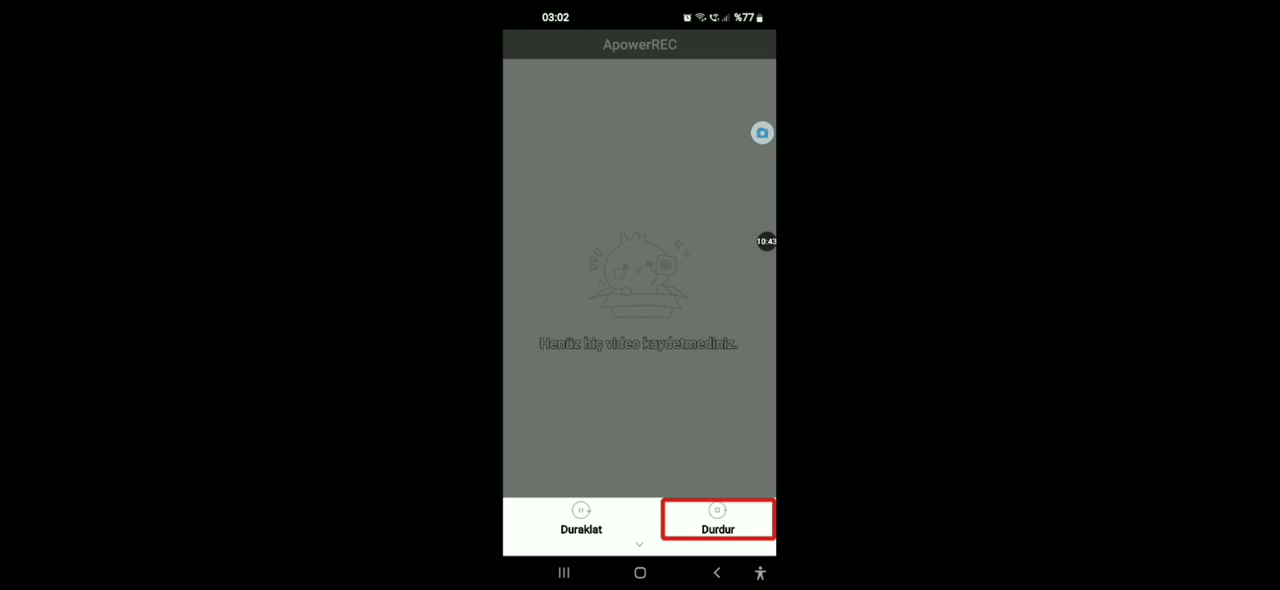 03:02 %77
ApowerREC
10:43
Henüz hiç video kaydetmediniz.
Duraklat Durdur